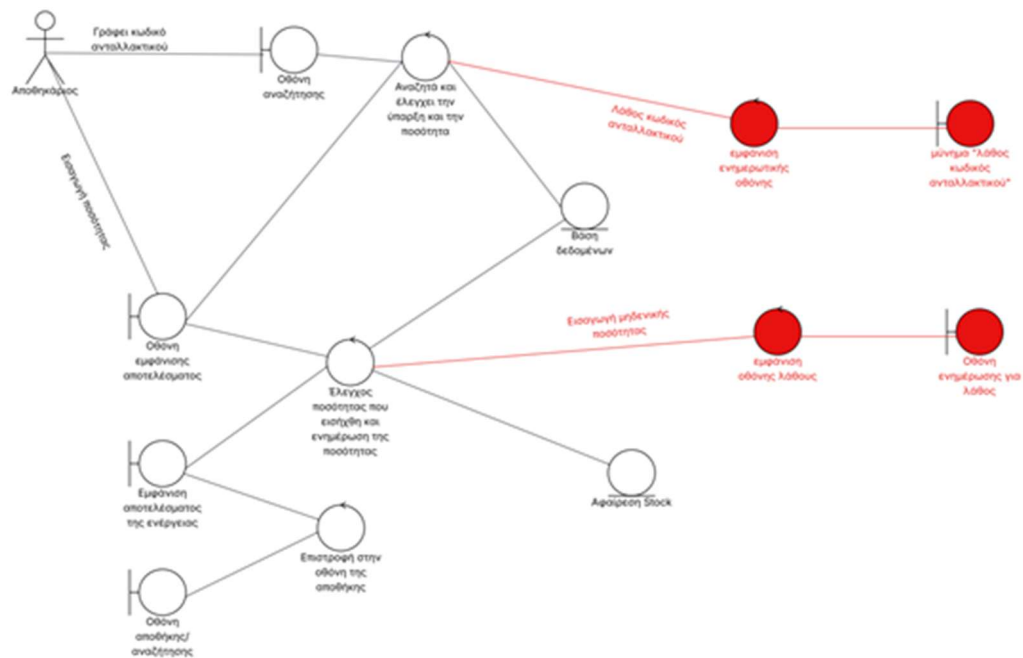 Γράφει κωδικό
ανταλλακτικού
Αποθηκάριος
Οθόνη
αναζήτησης
Αναζητά και
έλεγχει την
ύπαρξη και την
ποσότητα
Λάθος κωδικός
ανταλλακτικού
εμφάνιση
ενημερωτικής
οθόνης
μύνημα "λάθος
κωδικός
ανταλλακτικού"
Εισαγωγή ποσότητας
Βάση
δεδομένων
Οθόνη
εμφάνισης
αποτελέσματος
Εισαγωγή μηδενικής
ποσότητας
εμφάνιση
οθόνης λάθους
Οθόνη
ενημέρωσης για
λάθος
Έλεγχος
ποσότητας που
εισήχθη και
ενημέρωση της
ποσότητας
Εμφάνιση
αποτελέσματος
της ενέργειας
Αφαίρεση Stock
Επιστροφή στην
οθόνη της
αποθήκης
Οθόνη
αποθήκης/
αναζήτησης